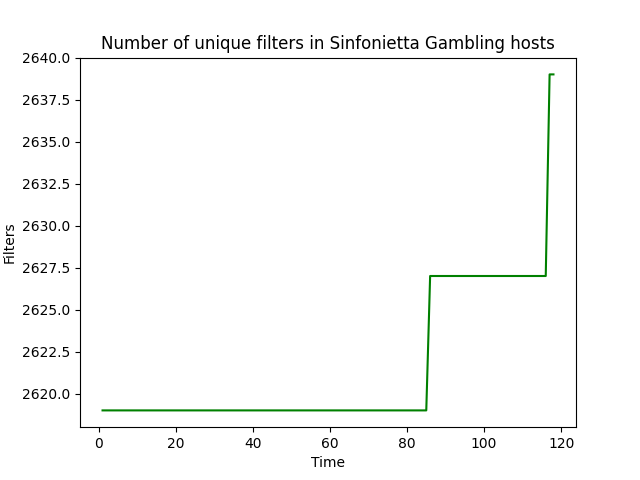 Number of unique filters in Sinfonietta Gambling hosts
2640.0
2637.5
2635.0
2632.5
2630.0
2627.5
2625.0
2622.5
2620.0
Filters
0 20 40 60 80 100 120
Time